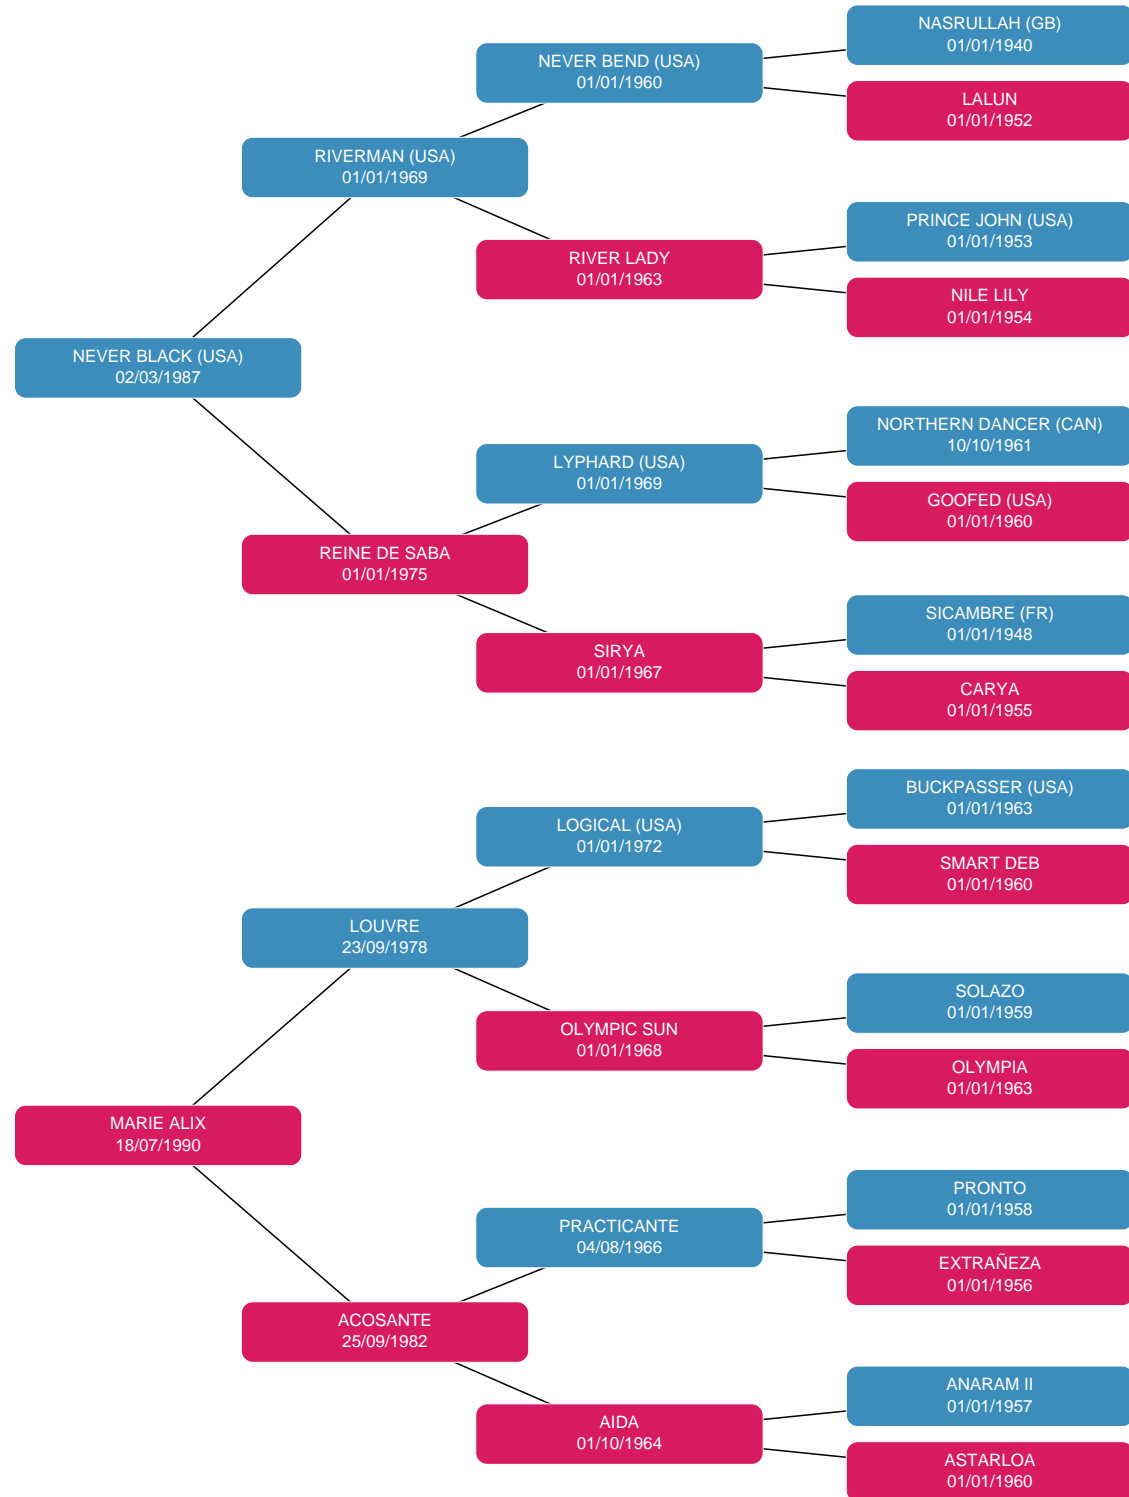 NASRULLAH (GB)
01/01/1940
NEVER BEND (USA)
01/01/1960
LALUN
01/01/1952
RIVERMAN (USA)
01/01/1969
PRINCE JOHN (USA)
01/01/1953
RIVER LADY
01/01/1963
NILE LILY
01/01/1954
NEVER BLACK (USA)
02/03/1987
NORTHERN DANCER (CAN)
10/10/1961
LYPHARD (USA)
01/01/1969
GOOFED (USA)
01/01/1960
REINE DE SABA
01/01/1975
SICAMBRE (FR)
01/01/1948
SIRYA
01/01/1967
CARYA
01/01/1955
BUCKPASSER (USA)
01/01/1963
LOGICAL (USA)
01/01/1972
SMART DEB
01/01/1960
LOUVRE
23/09/1978
SOLAZO
01/01/1959
OLYMPIC SUN
01/01/1968
OLYMPIA
01/01/1963
MARIE ALIX
18/07/1990
PRONTO
01/01/1958
PRACTICANTE
04/08/1966
EXTRAÑEZA
01/01/1956
ACOSANTE
25/09/1982
ANARAM II
01/01/1957
AIDA
01/10/1964
ASTARLOA
01/01/1960